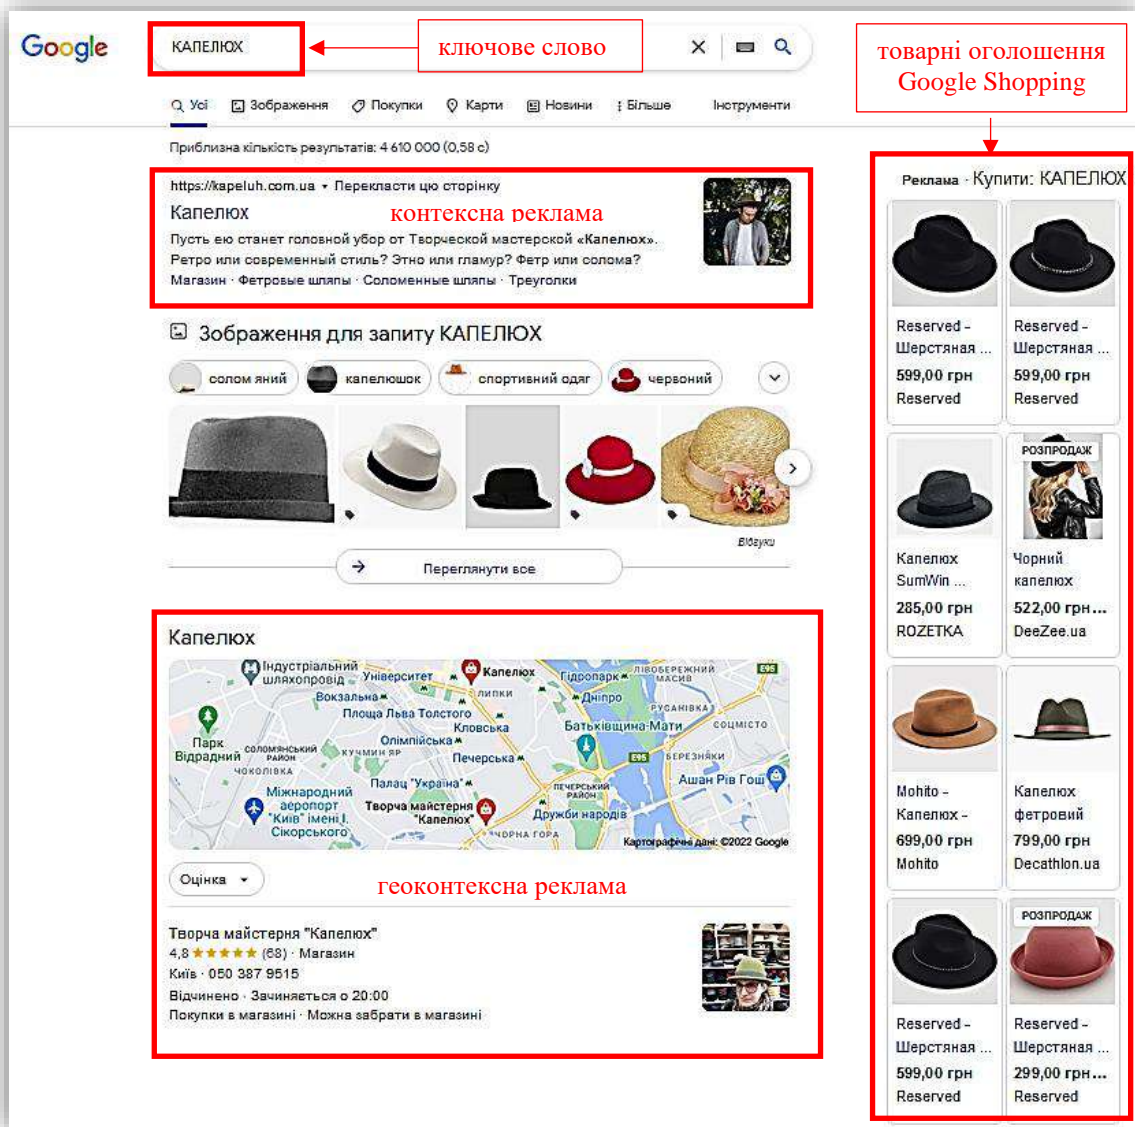 Google
КАПЕЛЮХ
ключове слово
товарні оголошення
Google Shopping
Усі Зображення Покупки Карти Новини Більше Інструменти
Приблизна кількість результатів: 4 610 000 (0,58 с)
https://kapeluh.com.ua Перекласти цю сторінку
Капелюх
контексна реклама
Пусть ею станет головной убор от Творческой мастерской «Капелюх».
Ретро или современный стиль? Этно или гламур? Фетр или солома?
Магазин · Фетровые шляпы · Соломенные шляпы · Треуголки
Зображення для запиту КАПЕЛЮХ
солом яний капелюшок спортивний одяг червоний
Відгуки
Переглянути все
Капелюх
Індустріальний
шляхопровід
Університет
Капелюх
Гідропарк
ЛІВОБЕРЕЖНИЙ
МАСИВ
E95
Вокзальна
ЛИПКИ
Дніпро
РУСАНІВКА
Площа Льва Толстого
Кловська
Батьківщина-Мати
СОЦМІСТО
Парк
Відрадний
СОЛОМЯНСЬКИЙ
РАЙОН
Олімпійська
КУЧМИН ЯР
Печерська
E95
БЕРЕЗНЯКИ
ЧОКОЛІВКА
Палац "Україна"
ПЕЧЕРСЬКИЙ
РАЙОН
Ашан Рів Гош
Міжнародний
аеропорт
"Київ" імені І.
Сікорського
Творча майстерня
"Капелюх"
Дружби народів
ЧОРНА ГОРА
Картографічні дані: ©2022 Google
Оцінка
геоконтексна реклама
Творча майстерня "Капелюх"
4,8 ★★★★★ (68) · Магазин
Київ · 050 387 9515
Відчинено · Зачиняється о 20:00
Покупки в магазині · Можна забрати в магазині
Реклама · Купити: КАПЕЛЮХ
Reserved -
Шерстяная ...
599,00 грн
Reserved
Reserved -
Шерстяная ...
599,00 грн
Reserved
Капелюх
SumWin ...
285,00 грн
ROZETKA
РОЗПРОДАЖ
Чорний
капелюх
522,00 грн...
DeeZee.ua
Mohito -
Капелюх -
699,00 грн
Mohito
Капелюх
фетровий
799,00 грн
Decathlon.ua
Reserved -
Шерстяная ...
599,00 грн
Reserved
РОЗПРОДАЖ
Reserved -
Шерстяная ...
299,00 грн...
Reserved